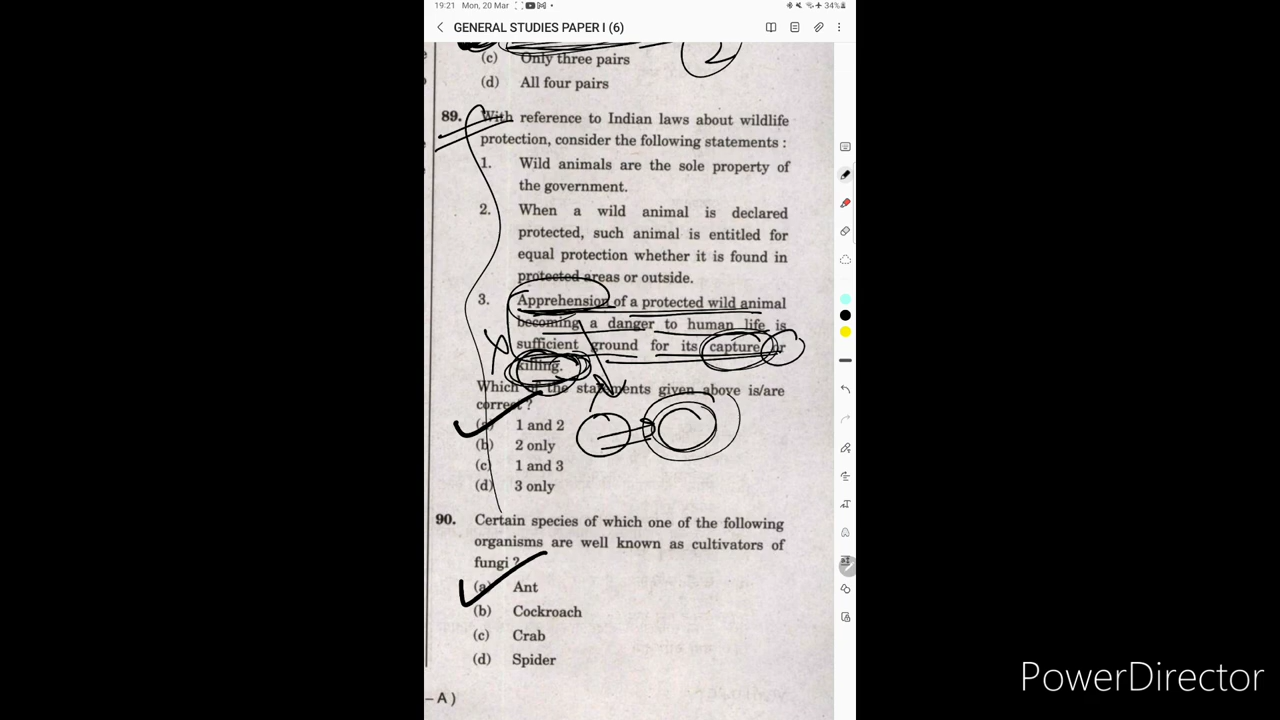 19:21 Mon, 20 Mar
34%
GENERAL STUDIES PAPER I (6)
(c) Only three pairs
(d) All four pairs
89. With reference to Indian laws about wildlife
protection, consider the following statements :
1. Wild animals are the sole property of
the government.
2. When a wild animal is declared
protected, such animal is entitled for
equal protection whether it is found in
protected areas or outside.
3. Apprehension of a protected wild animal
becoming a danger to human life is
sufficient ground for its capture or
killing.
Which of the statements given above is/are
correct ?
(a) 1 and 2
(b) 2 only
(c) 1 and 3
(d) 3 only
90. Certain species of which one of the following
organisms are well known as cultivators of
fungi ?
(a) Ant
(b) Cockroach
(c) Crab
(d) Spider
– A )
PowerDirector